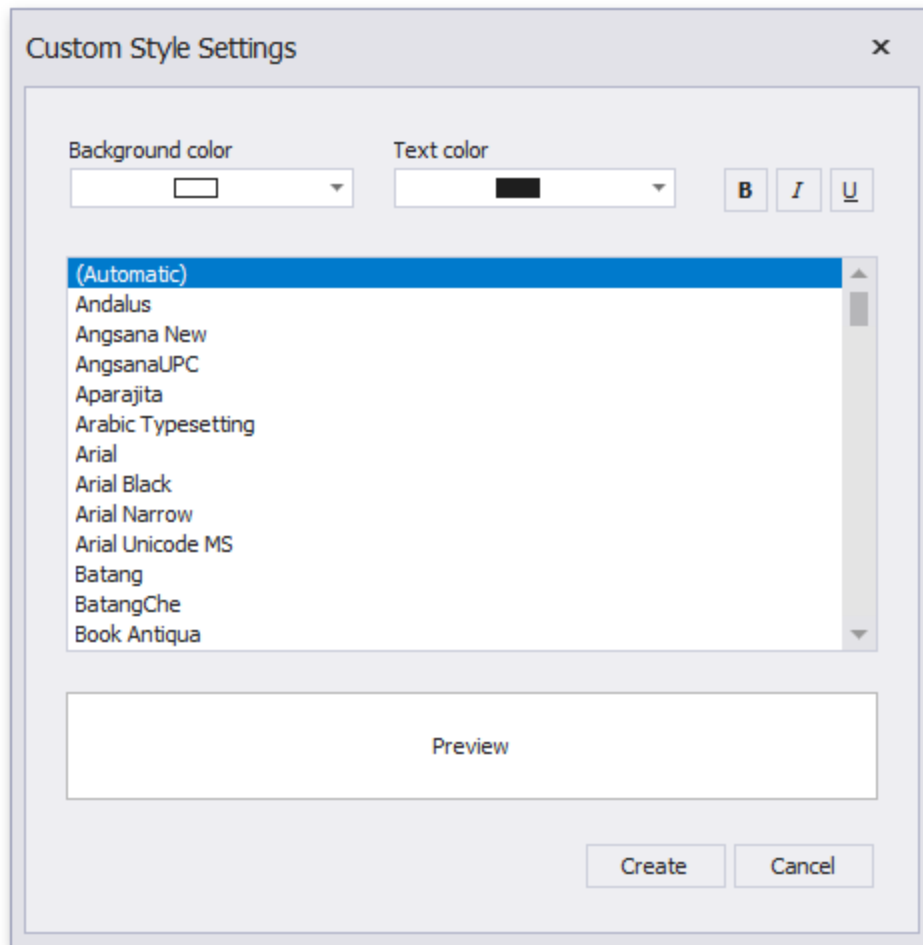 Custom Style Settings
Background color
Text color
B I U
(Automatic)
Andalus
Angsana New
AngsanaUPC
Aparajita
Arabic Typesetting
Arial
Arial Black
Arial Narrow
Arial Unicode MS
Batang
BatangChe
Book Antiqua
Preview
Create
Cancel